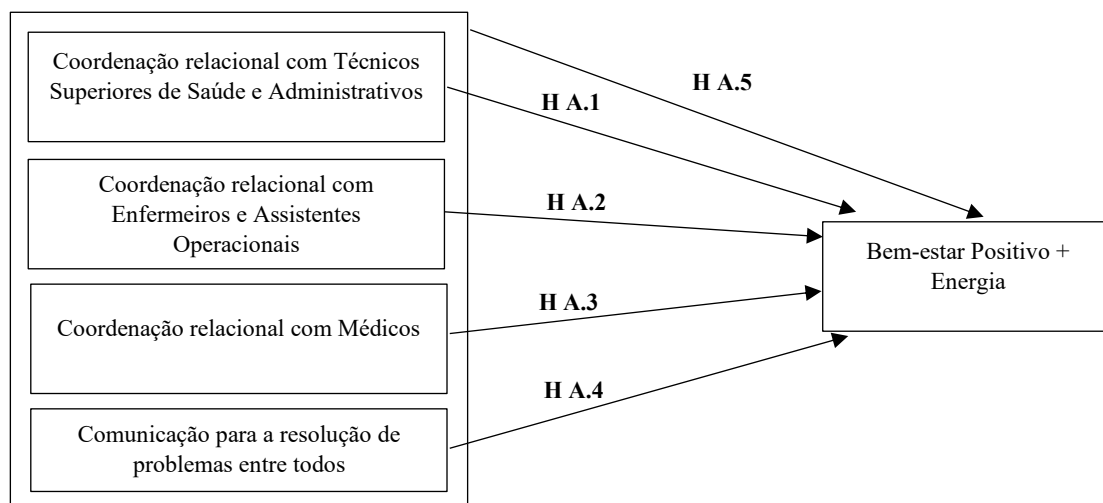 Coordenação relacional com Técnicos
Superiores de Saúde e Administrativos
H A.5
H A.1
Coordenação relacional com
Enfermeiros e Assistentes
Operacionais
H A.2
Bem-estar Positivo +
Energia
Coordenação relacional com Médicos
H A.3
H A.4
Comunicação para a resolução de
problemas entre todos